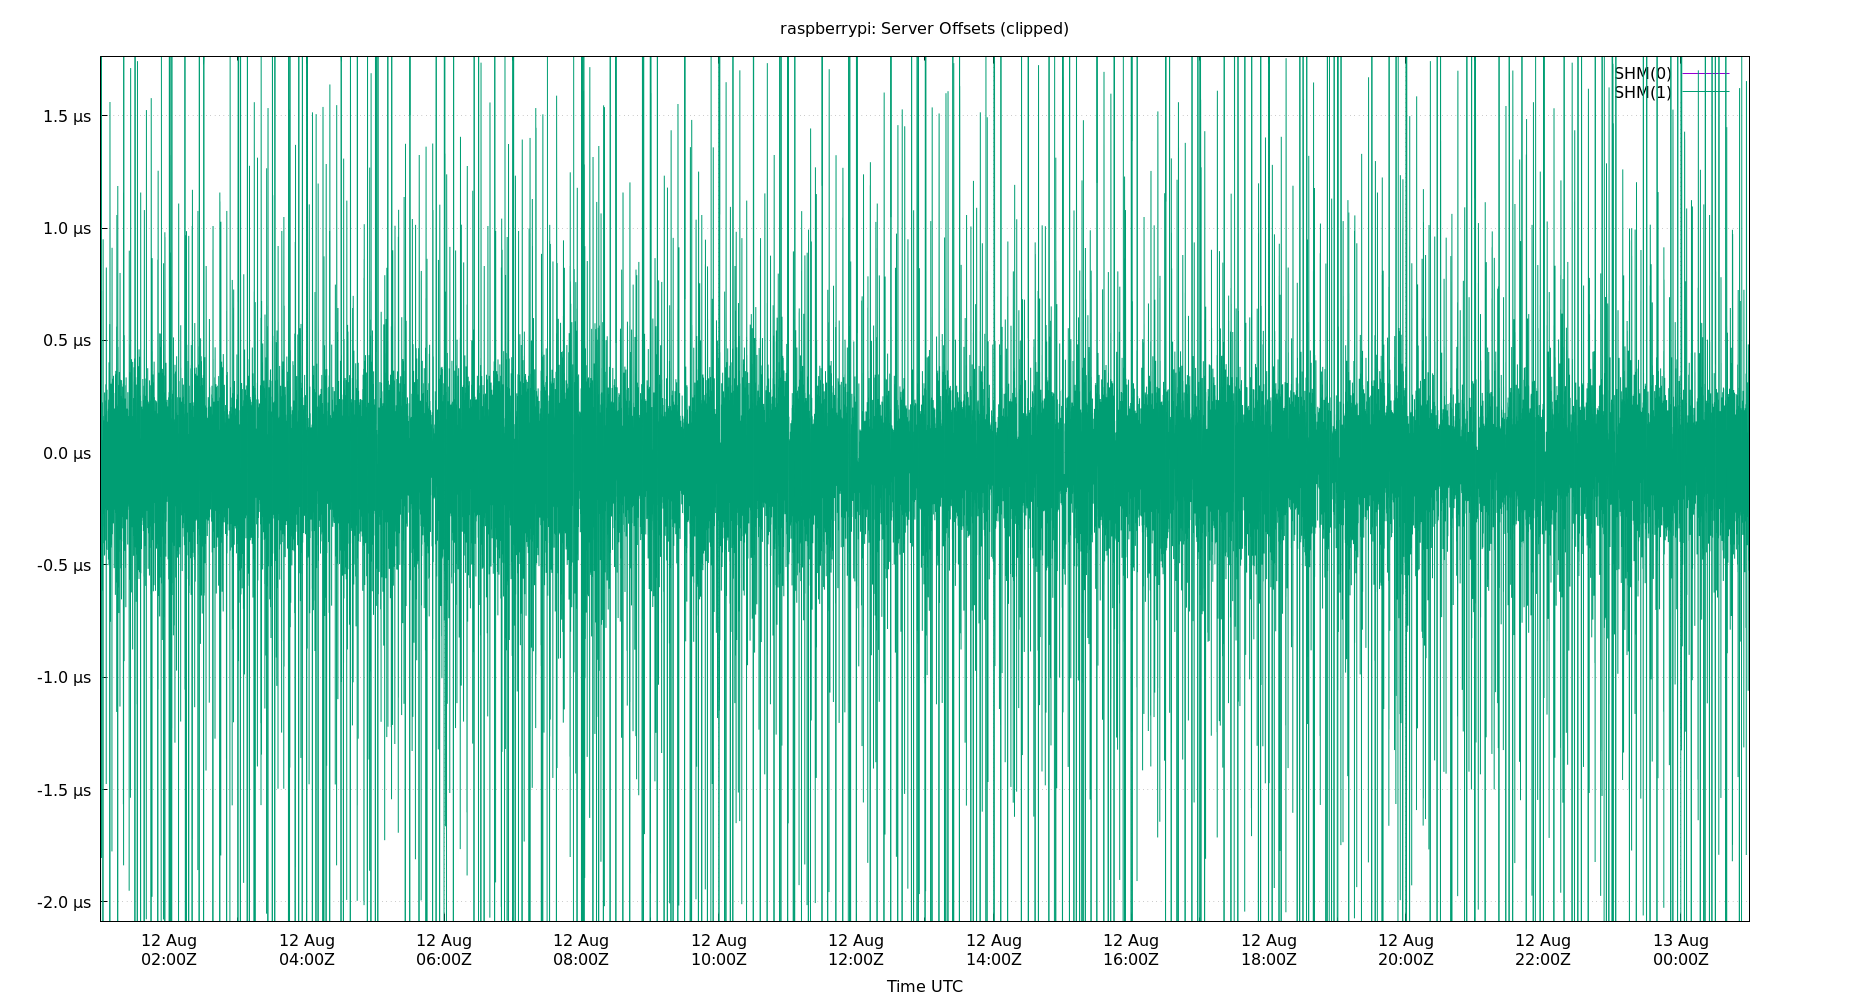 raspberrypi: Server Offsets (clipped)
SHM(0)
SHM(1)
1.5 µs
1.0 µs
0.5 µs
0.0 µs
-0.5 µs
-1.0 µs
-1.5 µs
-2.0 µs
12 Aug 12 Aug 12 Aug 12 Aug 12 Aug 12 Aug 12 Aug 12 Aug 12 Aug 12 Aug 12 Aug 13 Aug
02:00Z 04:00Z 06:00Z 08:00Z 10:00Z 12:00Z 14:00Z 16:00Z 18:00Z 20:00Z 22:00Z 00:00Z
Time UTC